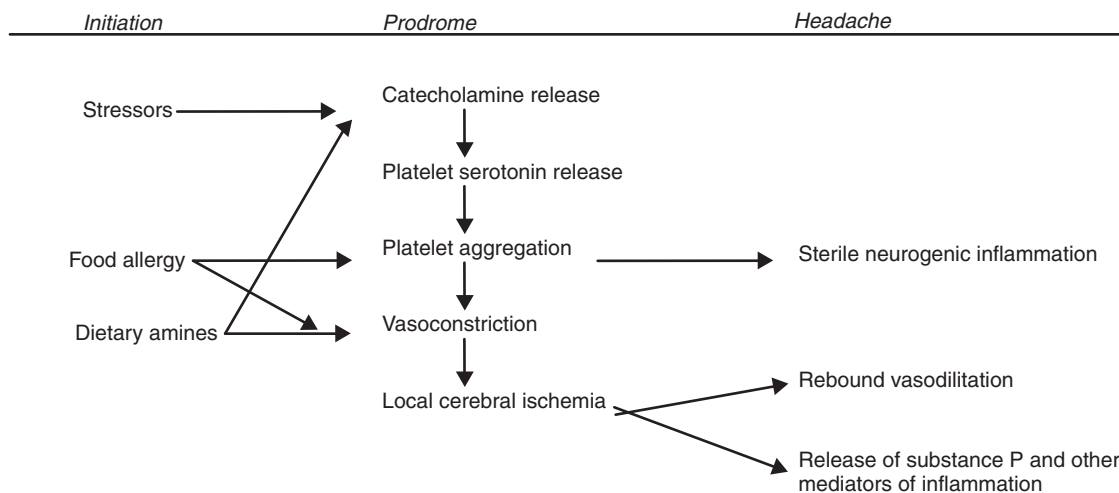 Initiation Prodrome Headache
Stressors
Catecholamine release
Platelet serotonin release
Food allergy
Platelet aggregation
Sterile neurogenic inflammation
Dietary amines
Vasoconstriction
Local cerebral ischemia
Rebound vasodilitation
Release of substance P and other
mediators of inflammation